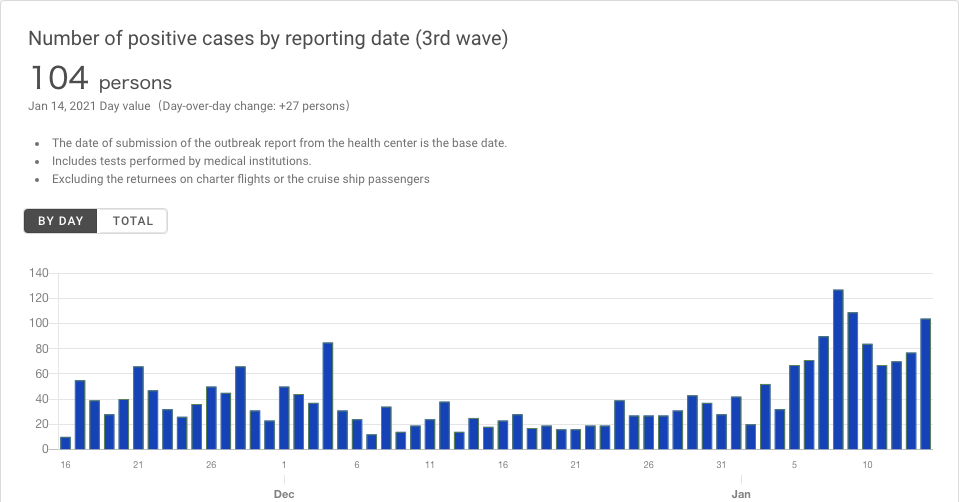 Number of positive cases by reporting date (3rd wave)
104 persons
Jan 14, 2021 Day value（Day-over-day change: +27 persons）
• The date of submission of the outbreak report from the health center is the base date.
• Includes tests performed by medical institutions.
• Excluding the returnees on charter flights or the cruise ship passengers
BY DAY TOTAL
140
120
100
80
60
40
20
0
16 21 26 1 6 11 16 21 26 31 5 10
Dec Jan